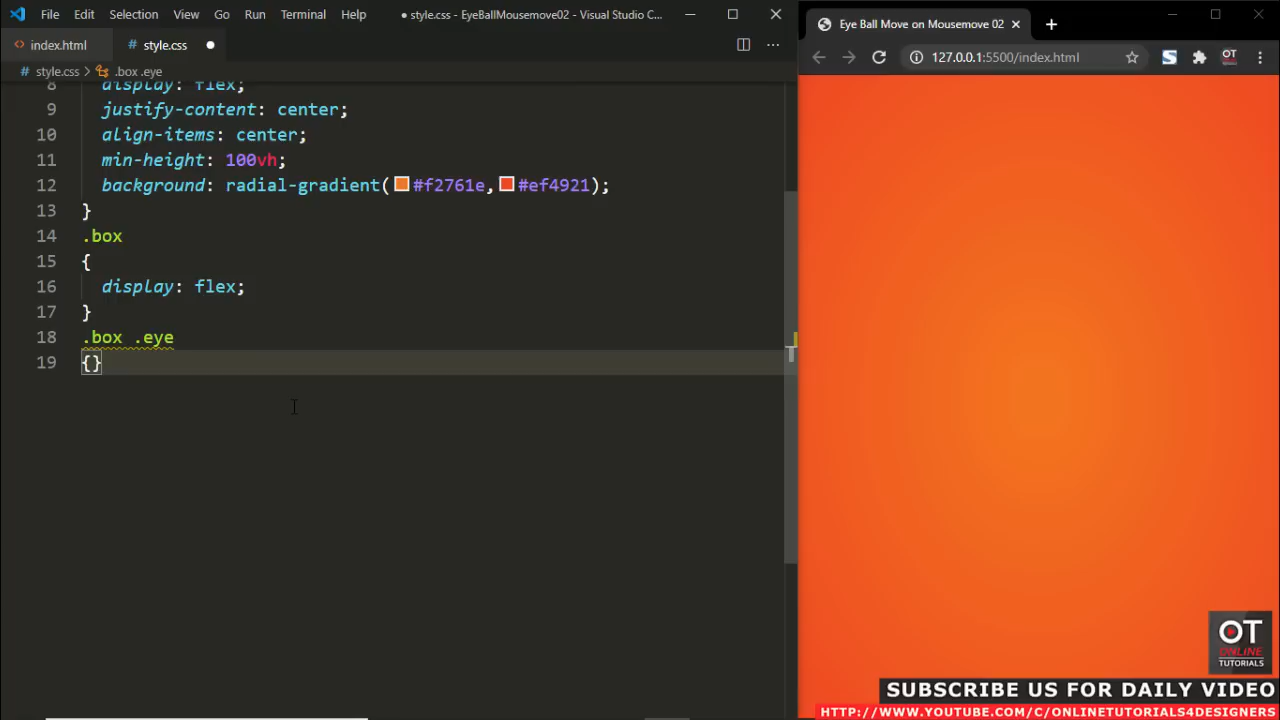 File Edit Selection View Go Run Terminal Help
● style.css - EyeBallMousemove02 - Visual Studio C...
index.html
# style.css
# style.css > .box .eye
8 display: flex;
9 justify-content: center;
10 align-items: center;
11 min-height: 100vh;
12 background: radial-gradient(#f2761e,#ef4921);
13 }
14 .box
15 {
16 display: flex;
17 }
18 .box .eye
19 {}
Eye Ball Move on Mousemove 02
127.0.0.1:5500/index.html
OT
OT
ONLINE
TUTORIALS
SUBSCRIBE US FOR DAILY VIDEO
HTTP://WWW.YOUTUBE.COM/C/ONLINETUTORIALS4DESIGNERS